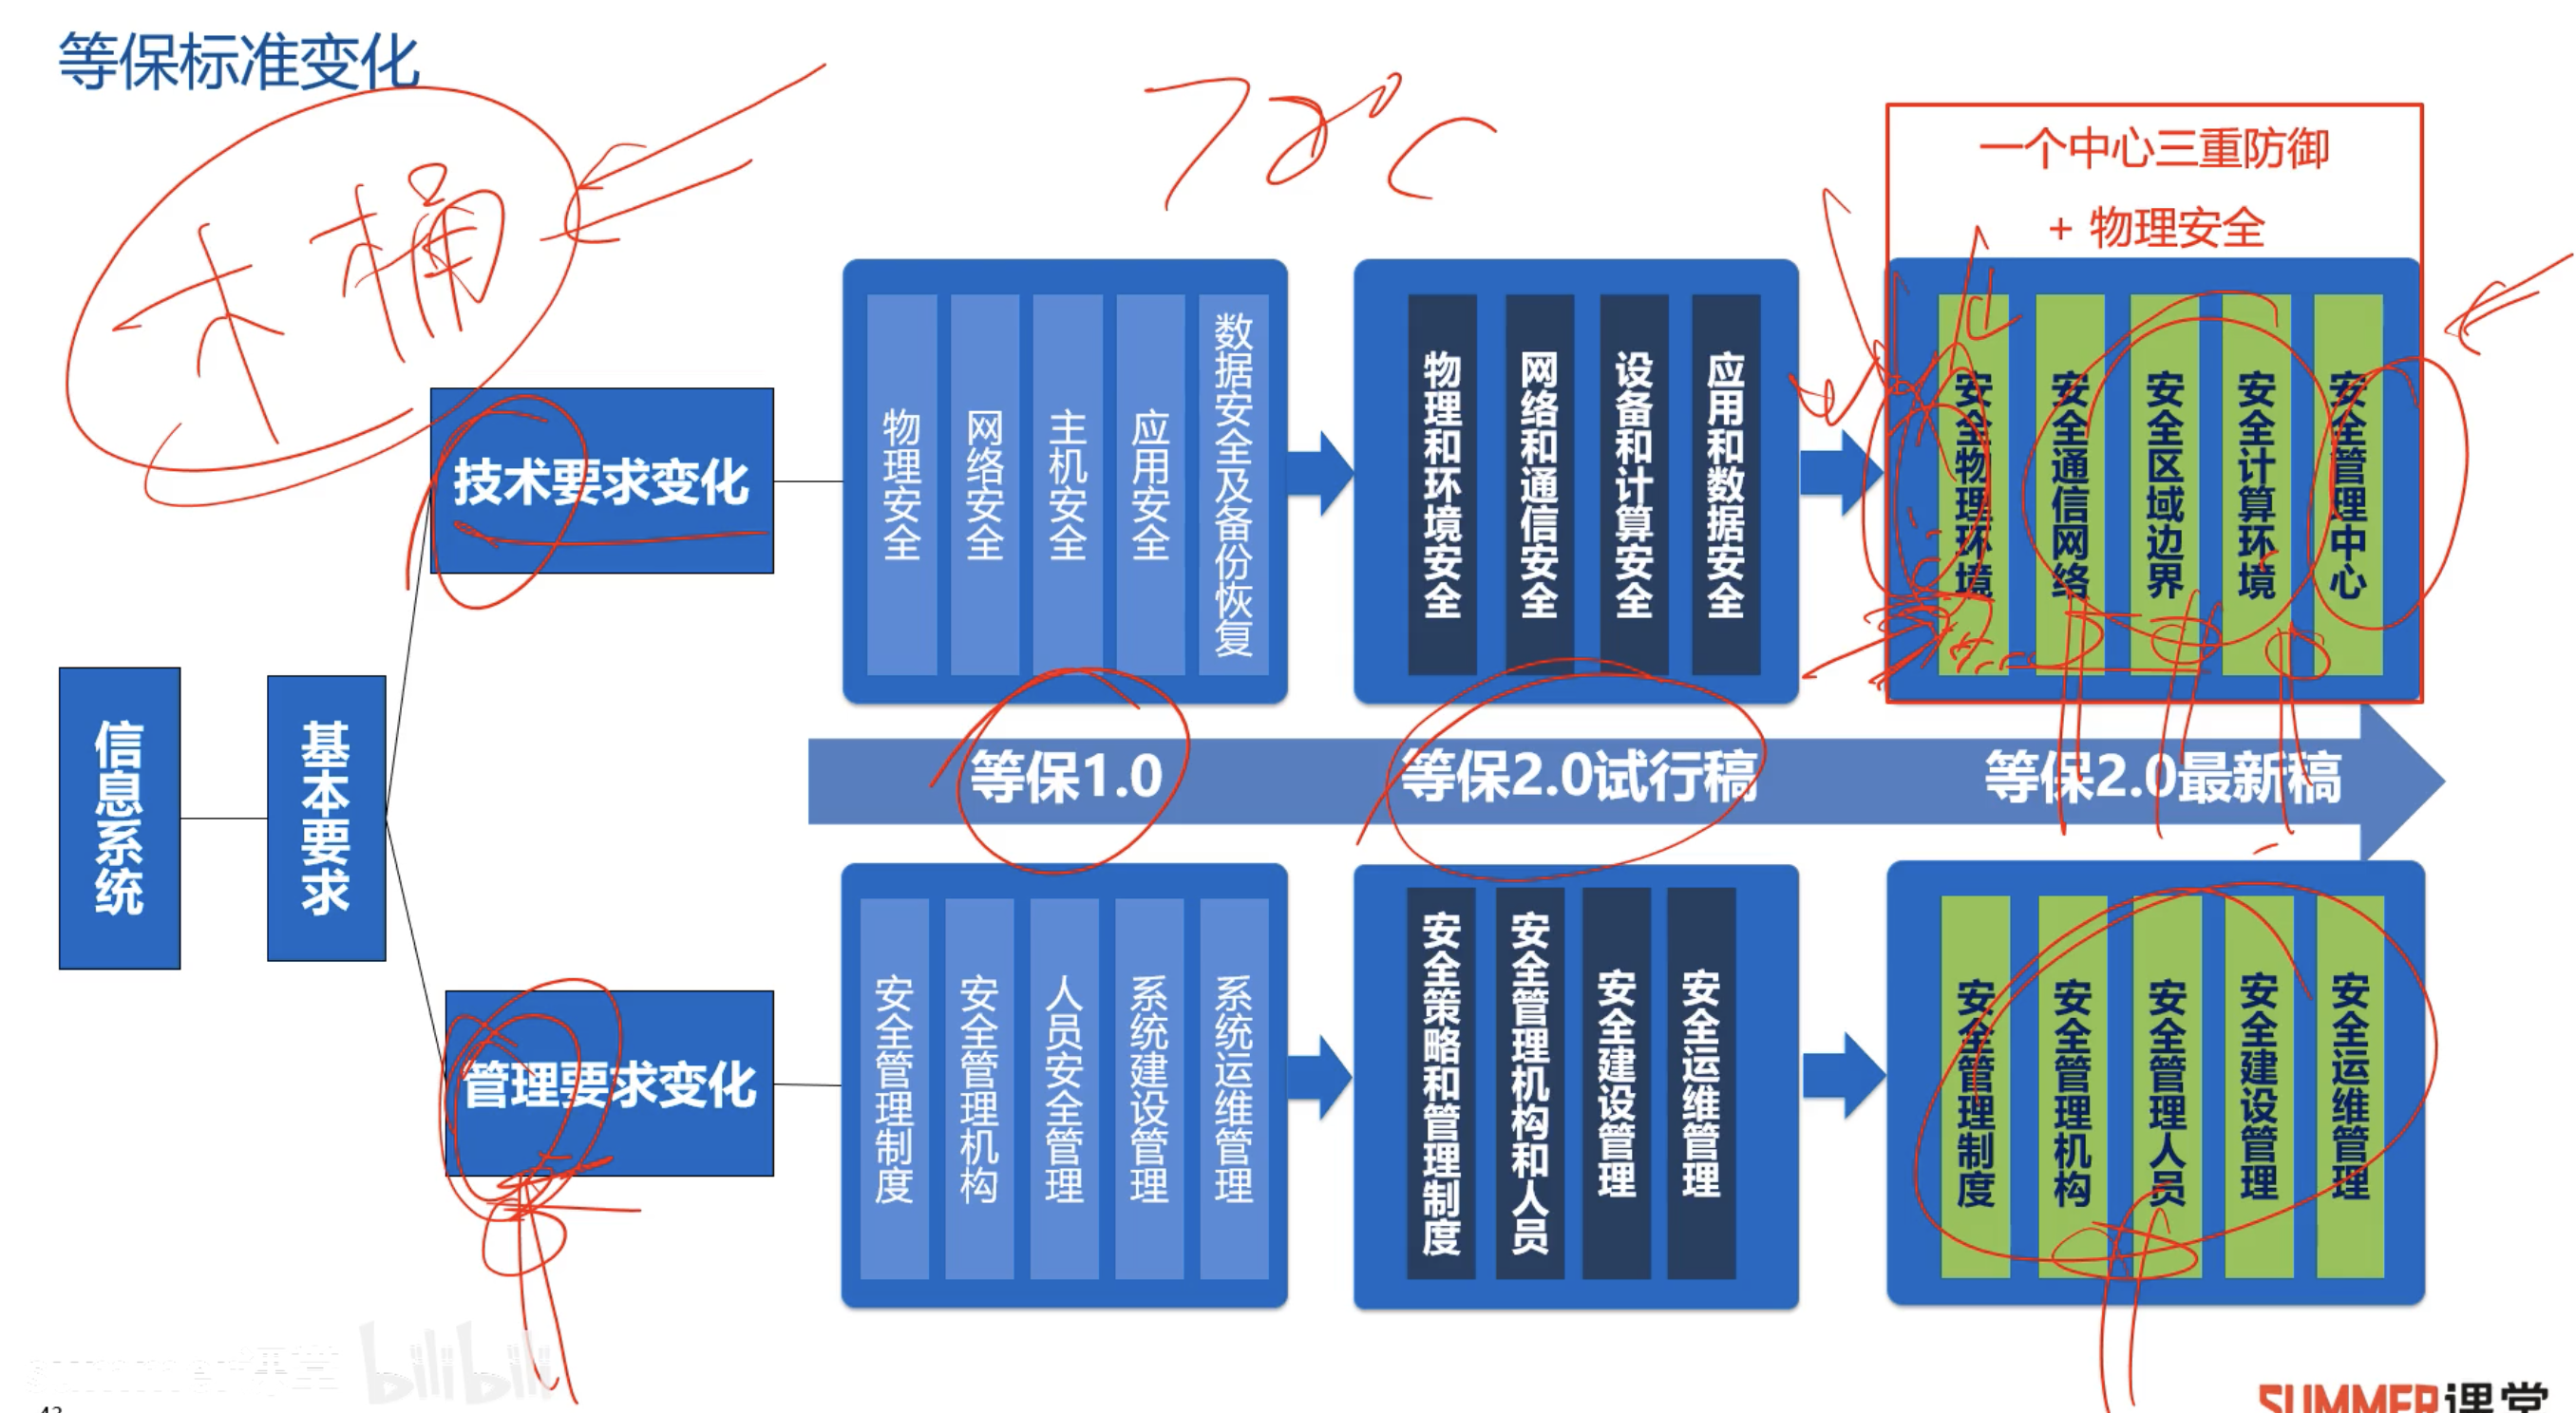 等保标准变化
木桶
78℃
一个中心三重防御
+ 物理安全
技术要求变化
物理安全
网络安全
主机安全
应用安全
数据安全及备份恢复
物理和环境安全
网络和通信安全
设备和计算安全
应用和数据安全
安全物理环境
安全通信网络
安全区域边界
安全计算环境
安全管理中心
信息系统
基本要求
等保1.0
等保2.0试行稿
等保2.0最新稿
管理要求变化
安全管理制度
安全管理机构
人员安全管理
系统建设管理
系统运维管理
安全策略和管理制度
安全管理机构和人员
安全建设管理
安全运维管理
安全管理制度
安全管理机构
安全管理人员
安全建设管理
安全运维管理
summer课堂 bilibili
SUMMER课堂